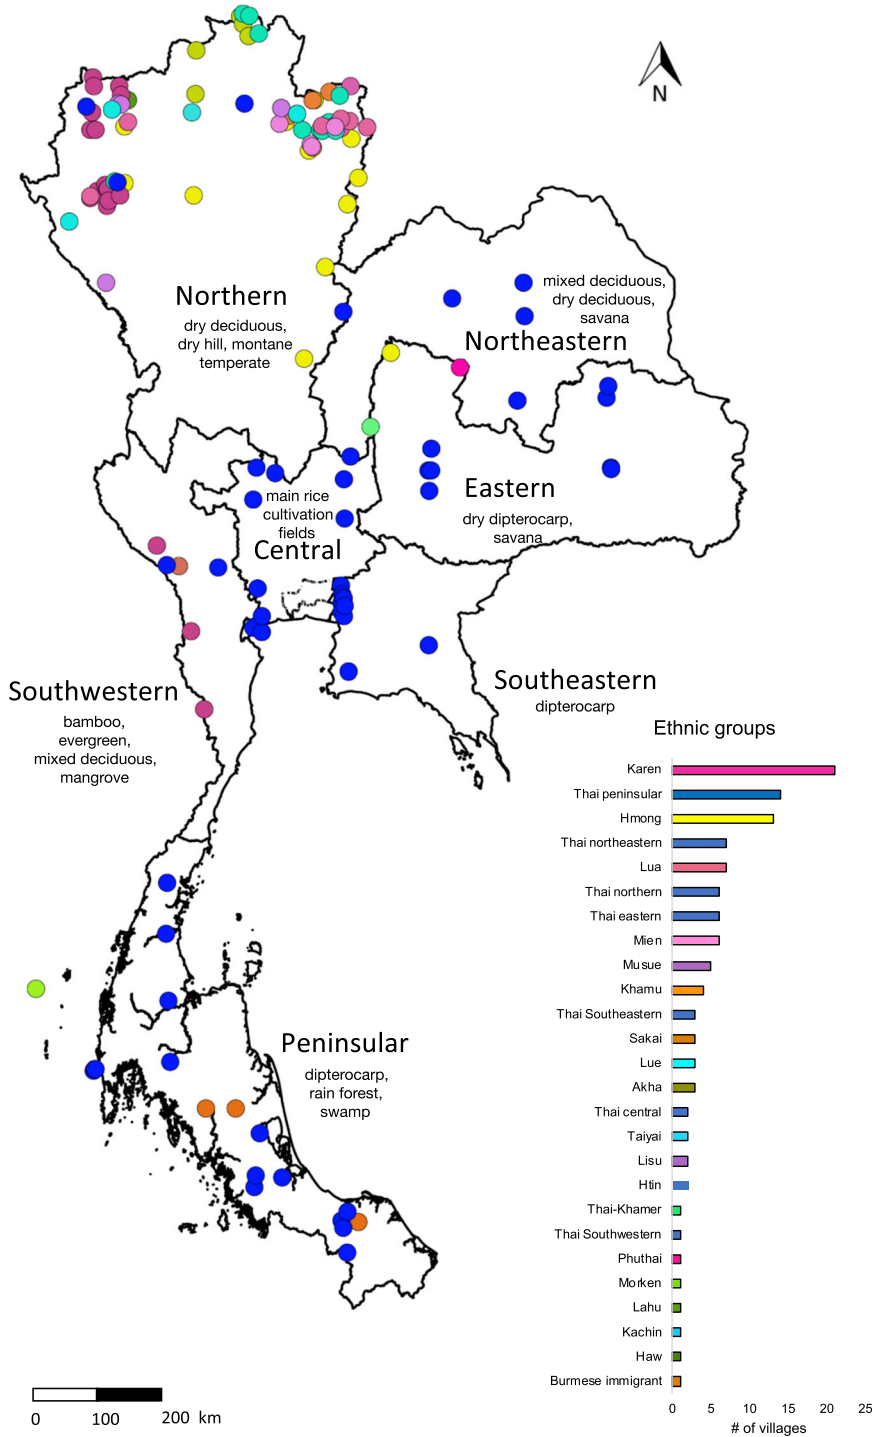 N
Northern
dry deciduous,
dry hill, montane
temperate
mixed deciduous,
dry deciduous,
savana
Northeastern
Eastern
dry dipterocarp,
savana
main rice
cultivation
fields
Central
Southwestern
bamboo,
evergreen,
mixed deciduous,
mangrove
Southeastern
dipterocarp
Peninsular
dipterocarp,
rain forest,
swamp
Ethnic groups
Karen
Thai peninsular
Hmong
Thai northeastern
Lua
Thai northern
Thai eastern
Mien
Musue
Khamu
Thai Southeastern
Sakai
Lue
Akha
Thai central
Taiyai
Lisu
Htin
Thai-Khamer
Thai Southwestern
Phuthai
Morken
Lahu
Kachin
Haw
Burmese immigrant
0 5 10 15 20 25
# of villages
0 100 200 km